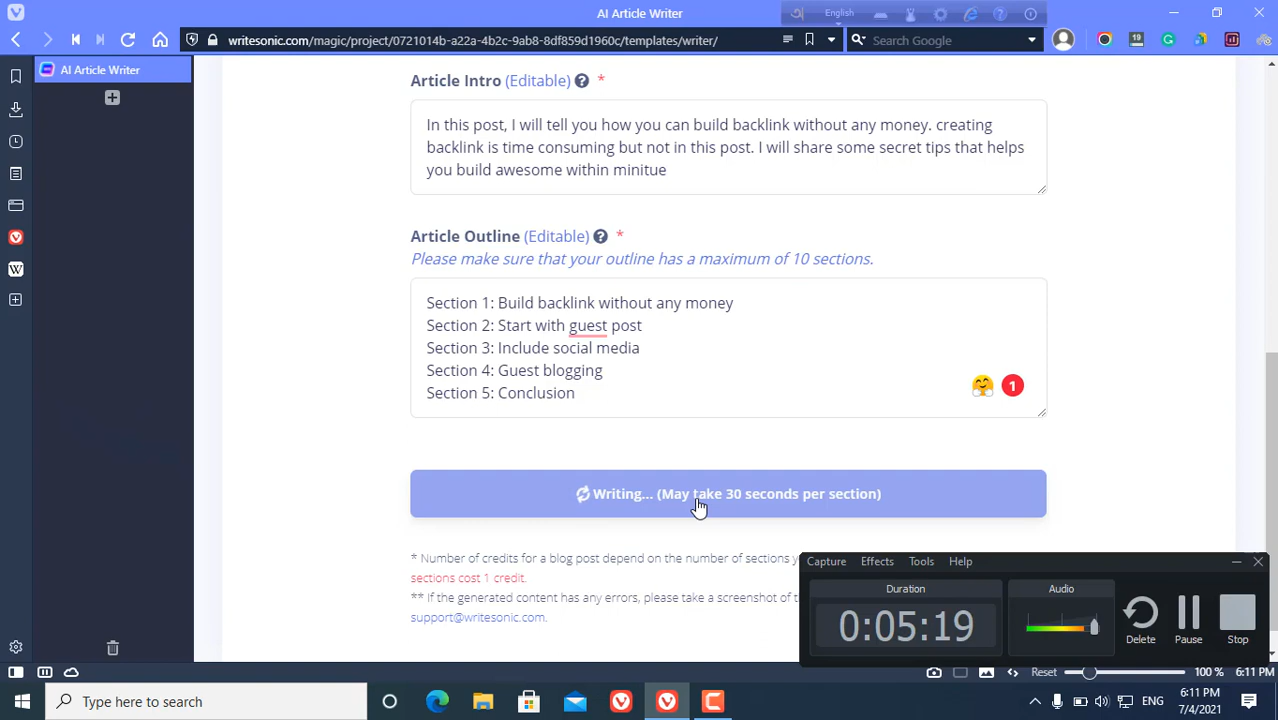 AI Article Writer
English
writesonic.com/magic/project/0721014b-a22a-4b2c-9ab8-8df859d1960c/templates/writer/
Search Google
19
AI Article Writer
Article Intro (Editable) ? *
In this post, I will tell you how you can build backlink without any money. creating
backlink is time consuming but not in this post. I will share some secret tips that helps
you build awesome within minitue
Article Outline (Editable) ? *
Please make sure that your outline has a maximum of 10 sections.
Section 1: Build backlink without any money
Section 2: Start with guest post
Section 3: Include social media
Section 4: Guest blogging
Section 5: Conclusion
1
Writing... (May take 30 seconds per section)
* Number of credits for a blog post depend on the number of sections
sections cost 1 credit.
** if the generated content has any errors, please take a screenshot of
support@writesonic.com.
Capture Effects Tools Help
Duration
0:05:19
Audio
Delete
Pause
Stop
Reset
100 %
6:11 PM
Type here to search
ENG
6:11 PM
7/4/2021